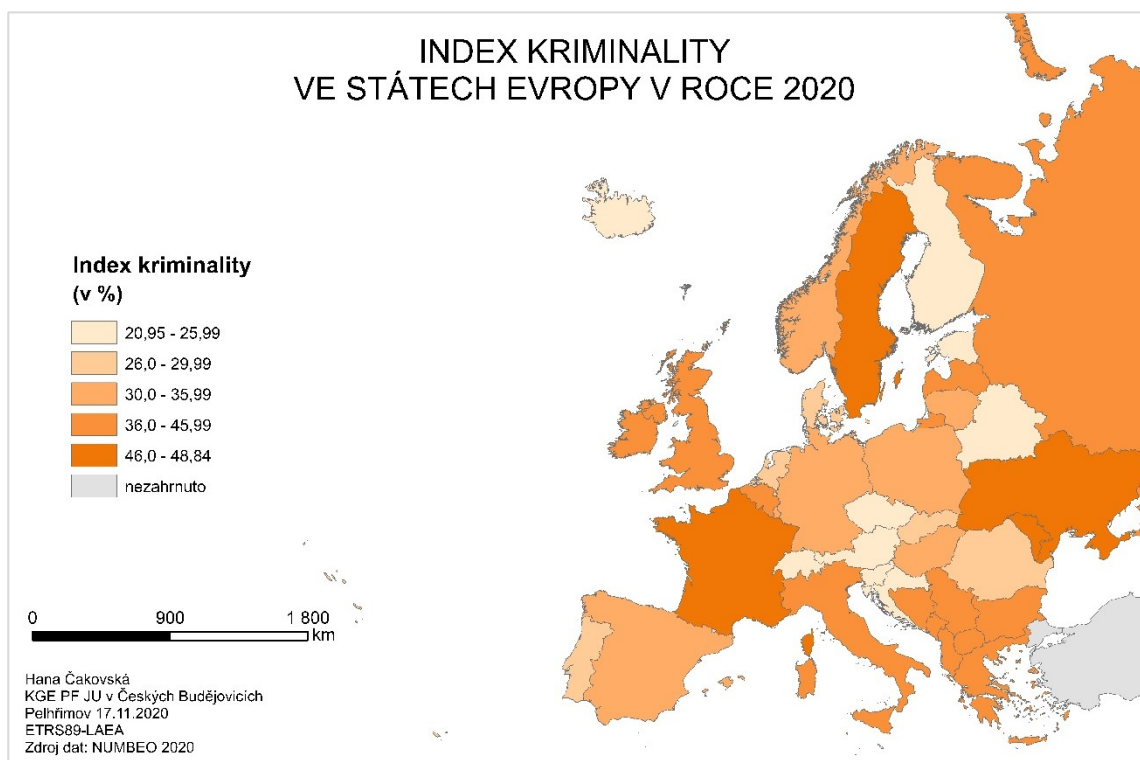 INDEX KRIMINALITY
VE STÁTECH EVROPY V ROCE 2020
Index kriminality
(v %)
20,95 - 25,99
26,0 - 29,99
30,0 - 35,99
36,0 - 45,99
46,0 - 48,84
nezahrnuto
0 900 1 800
km
Hana Čakovská
KGE PF JU v Českých Budějovicích
Pelhřimov 17.11.2020
ETRS89-LAEA
Zdroj dat: NUMBEO 2020